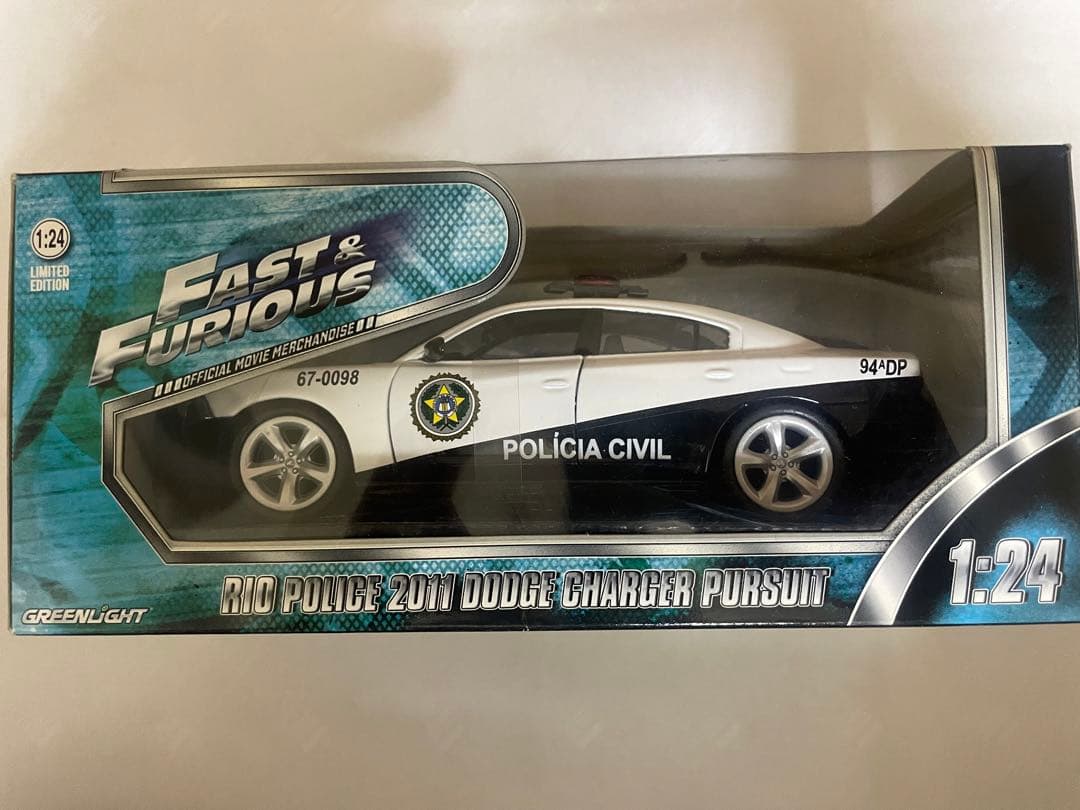 1:24
LIMITED
EDITION
FAST &
FURIOUS
OFFICIAL MOVIE MERCHANDISE
67-0098
94ªDP
POLÍCIA CIVIL
RIO POLICE 2011 DODGE CHARGER PURSUIT
1:24
GREENLIGHT